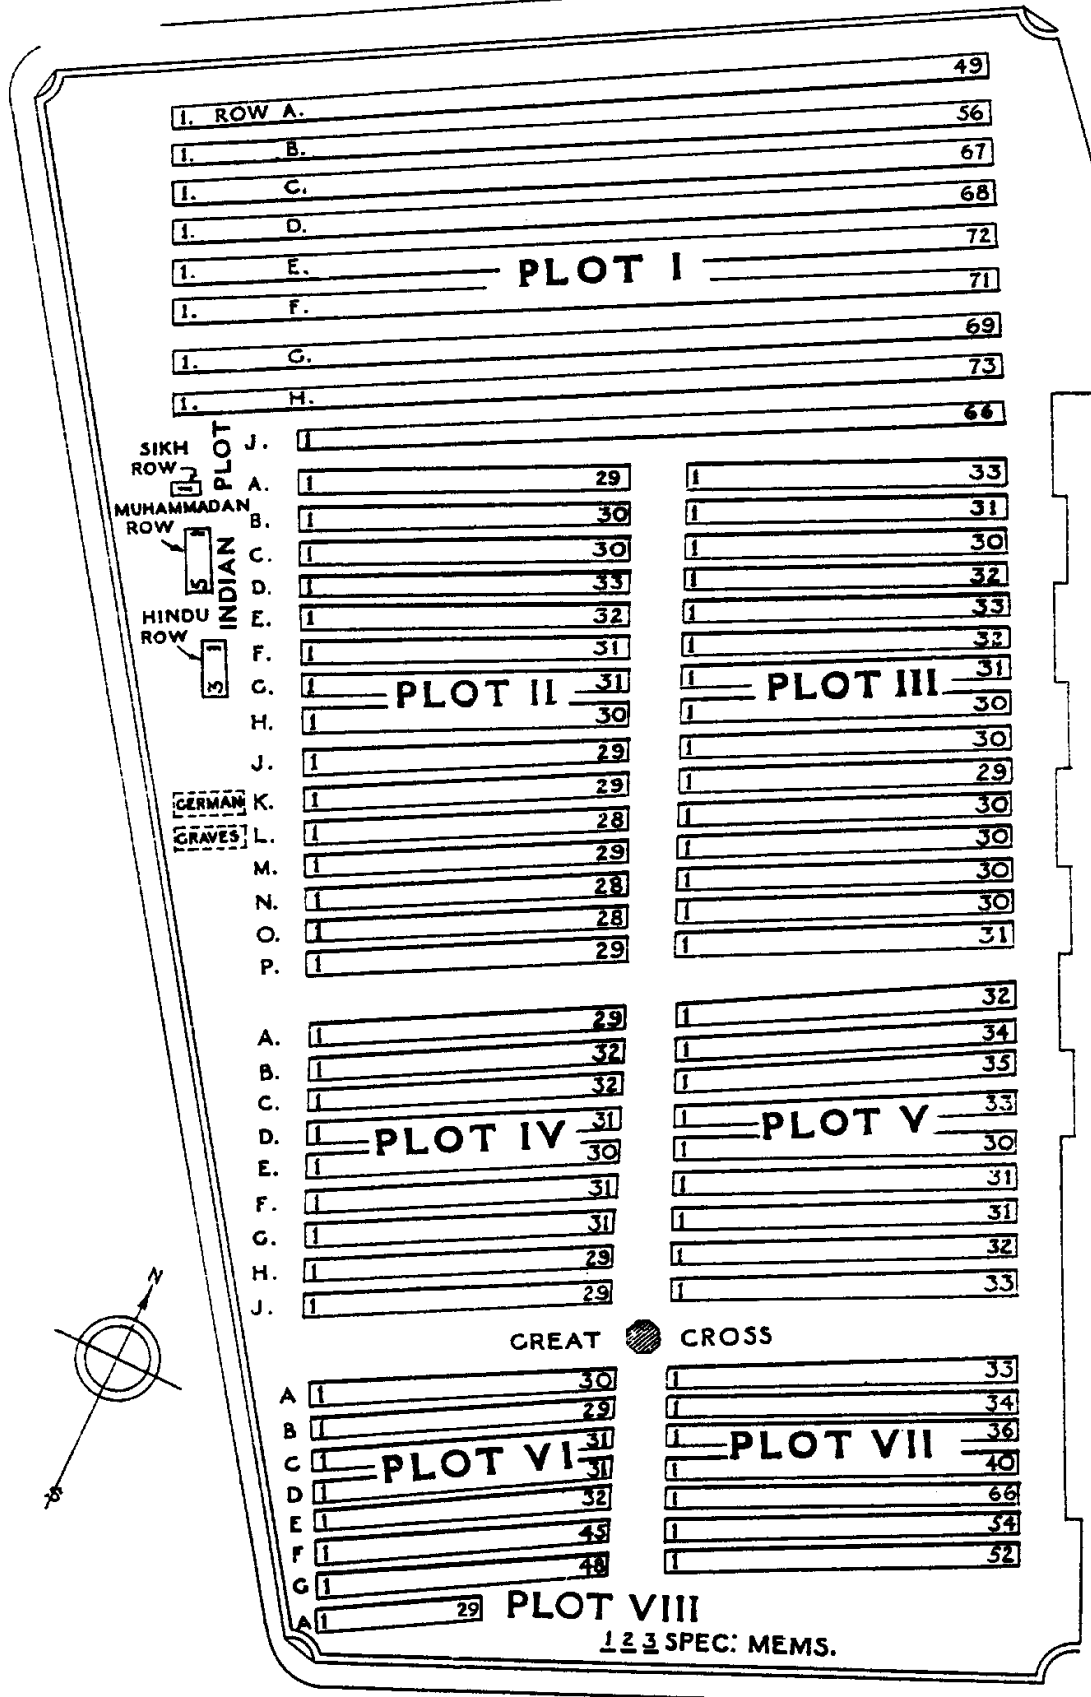 1. ROW A. 49
1. B. 56
1. C. 67
1. D. 68
1. E. 72
PLOT I
1. F. 71
1. G. 69
1. H. 73
J. 1 66
INDIAN PLOT
SIKH
ROW
1
MUHAMMADAN
ROW
1 5
HINDU
ROW
1 3
GERMAN
GRAVES
A. 1 29 1 33
B. 1 30 1 31
C. 1 30 1 30
D. 1 33 1 32
E. 1 32 1 33
F. 1 31 1 32
G. 1 31 1 31
PLOT II PLOT III
H. 1 30 1 30
J. 1 29 1 30
K. 1 29 1 29
L. 1 28 1 30
M. 1 29 1 30
N. 1 28 1 30
O. 1 28 1 30
P. 1 29 1 31
A. 1 29 1 32
B. 1 32 1 34
C. 1 32 1 35
D. 1 31 1 33
PLOT IV PLOT V
E. 1 30 1 30
F. 1 31 1 31
G. 1 31 1 31
H. 1 29 1 32
J. 1 29 1 33
N
S
GREAT CROSS
A 1 30 1 33
B 1 29 1 34
C 1 31 1 36
PLOT VI PLOT VII
D 1 31 1 40
E 1 32 1 66
F 1 45 1 54
G 1 48 1 52
A 1 29 PLOT VIII
1 2 3 SPEC: MEMS.